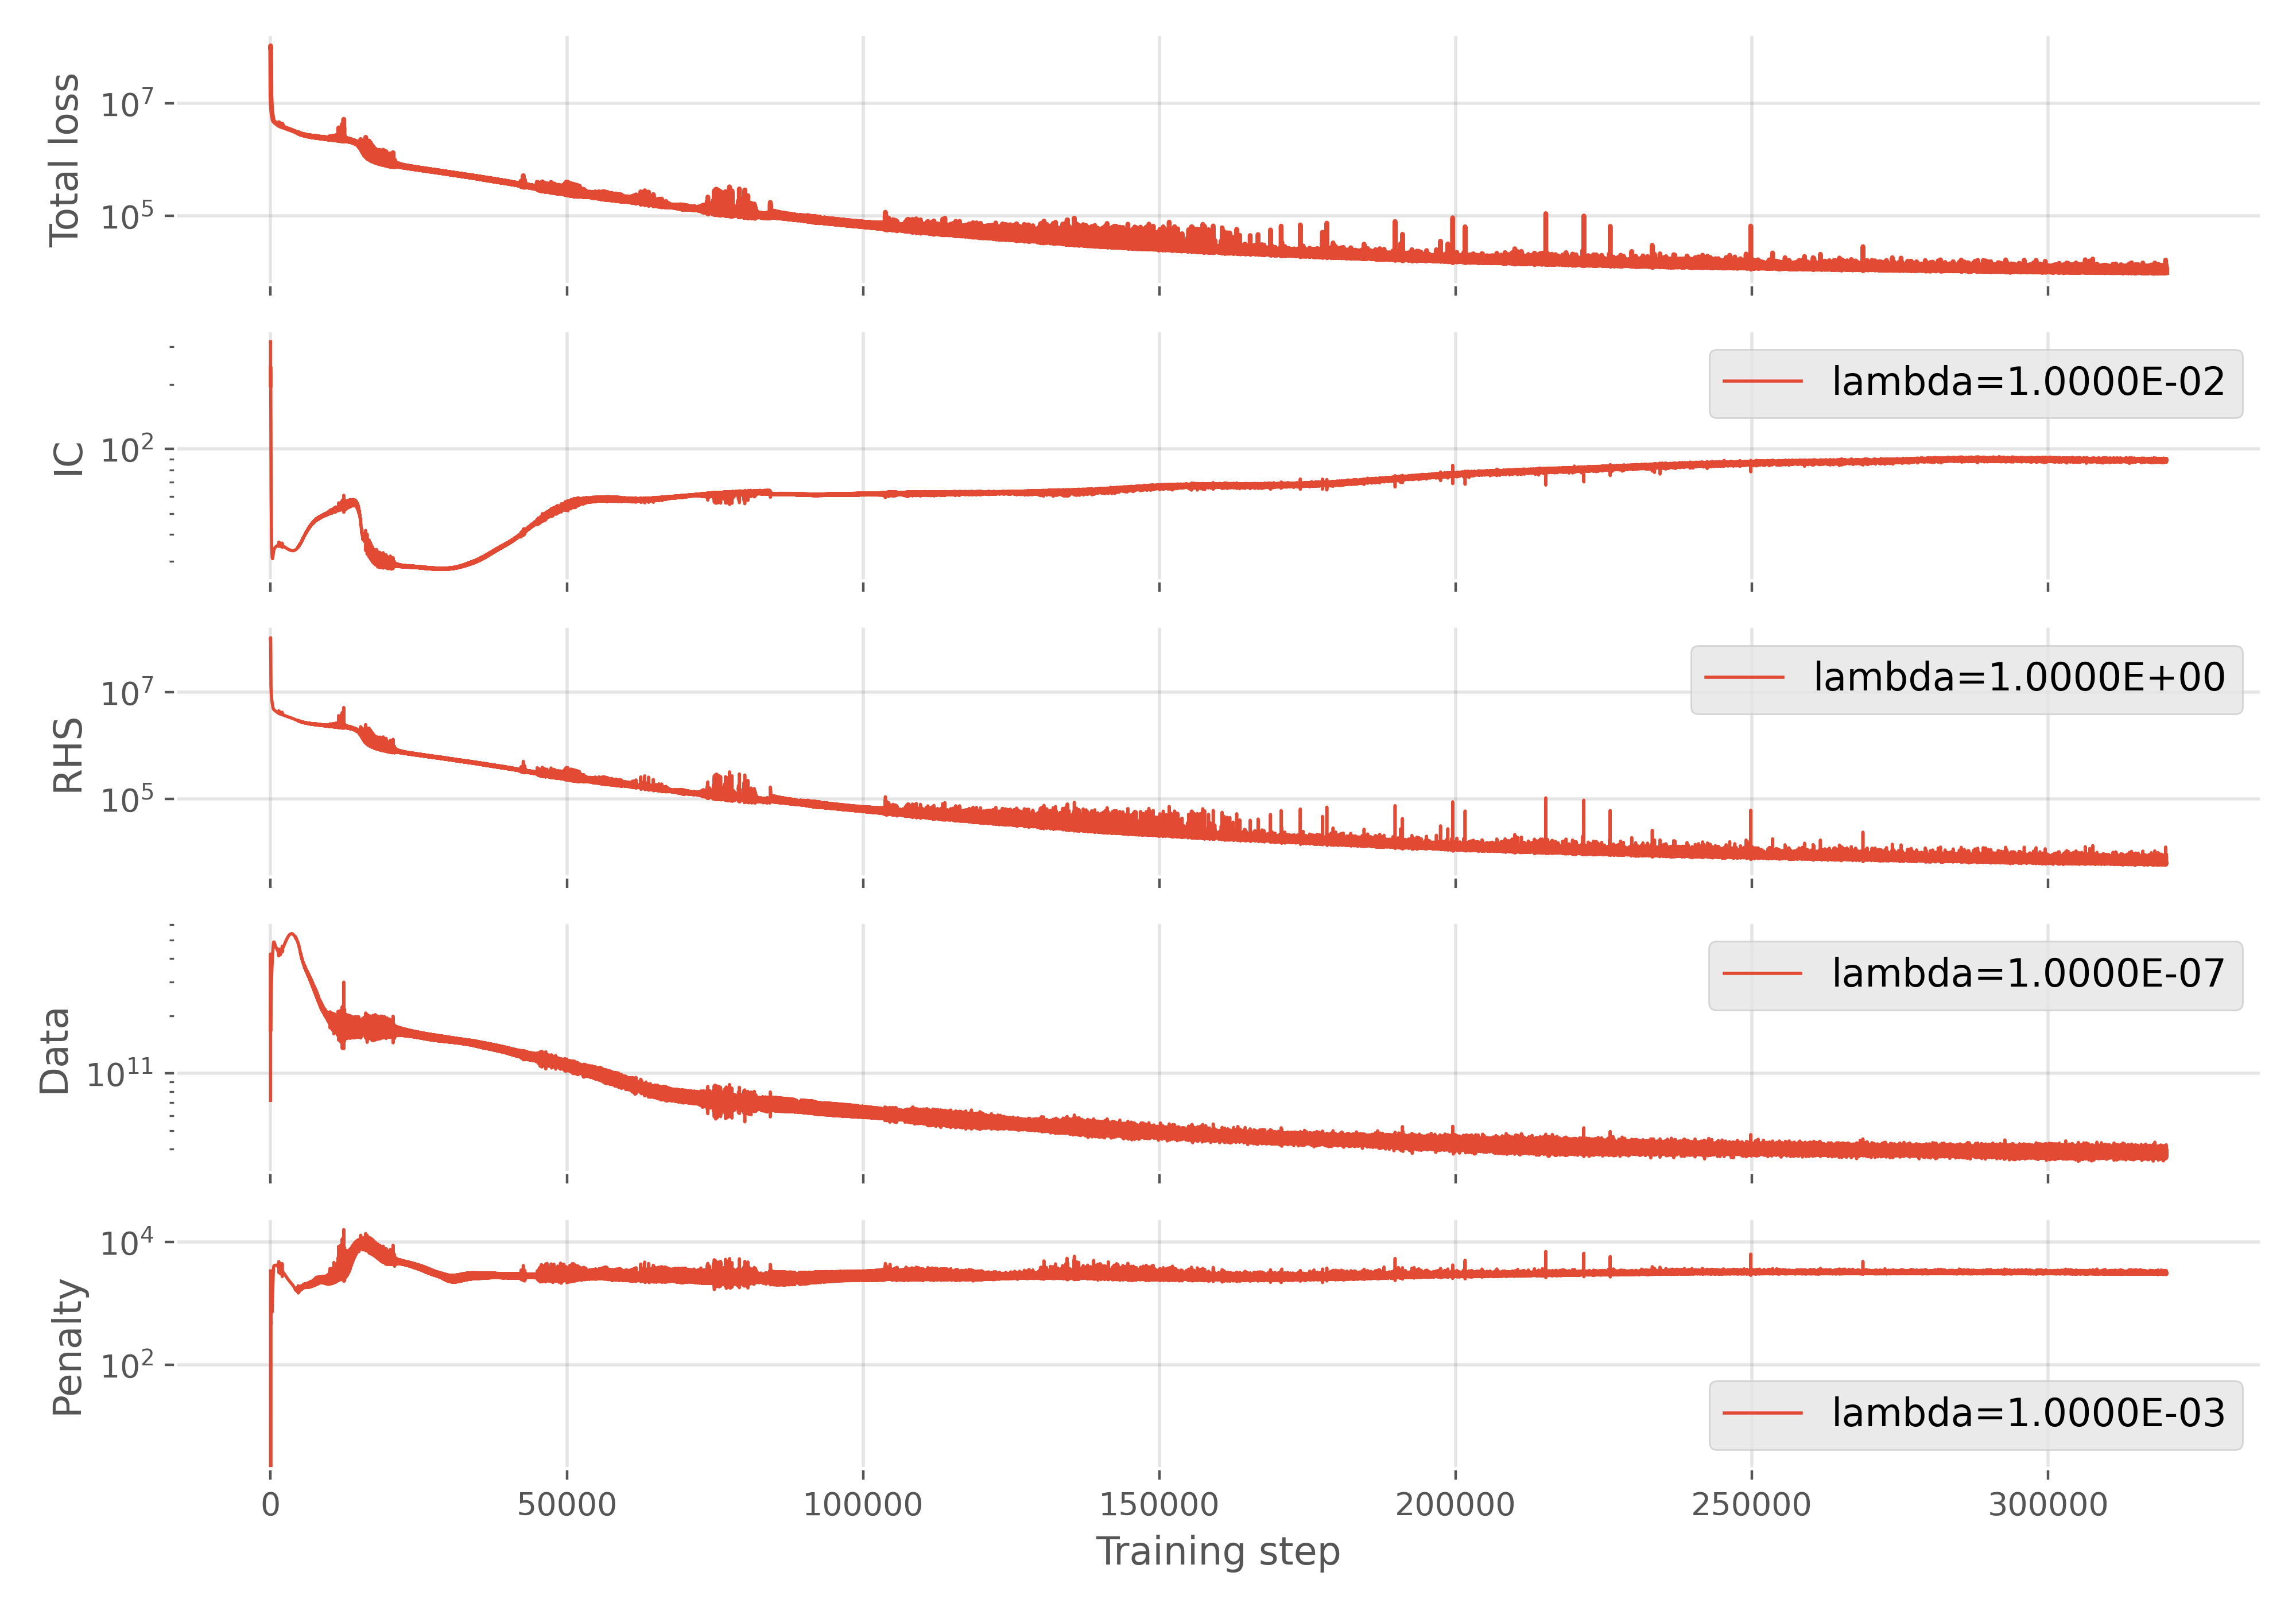 Total loss
10^7
10^5
IC
10^2
lambda=1.0000E-02
RHS
10^7
10^5
lambda=1.0000E+00
Data
10^11
lambda=1.0000E-07
Penalty
10^4
10^2
lambda=1.0000E-03
0 50000 100000 150000 200000 250000 300000
Training step